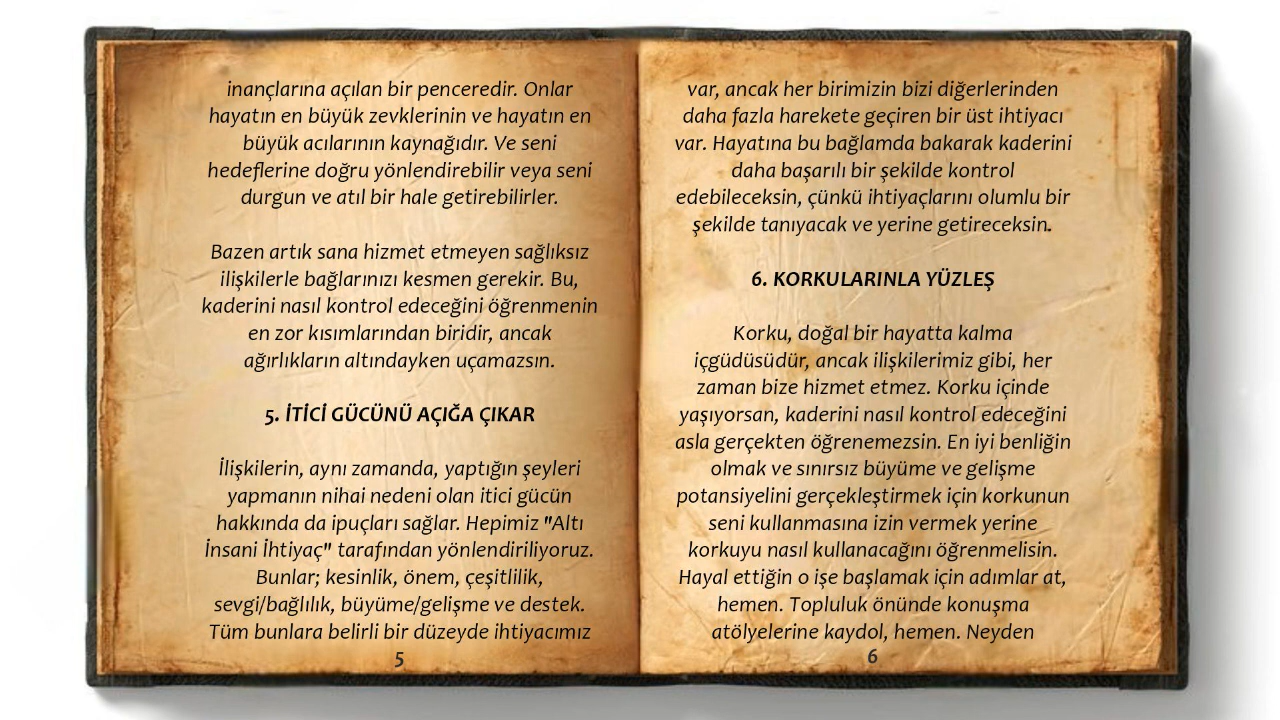 inançlarına açılan bir penceredir. Onlar
hayatın en büyük zevklerinin ve hayatın en
büyük acılarının kaynağıdır. Ve seni
hedeflerine doğru yönlendirebilir veya seni
durgun ve atıl bir hale getirebilirler.
Bazen artık sana hizmet etmeyen sağlıksız
ilişkilerle bağlarınızı kesmen gerekir. Bu,
kaderini nasıl kontrol edeceğini öğrenmenin
en zor kısımlarından biridir, ancak
ağırlıkların altındayken uçamazsın.
5. İTİCİ GÜCÜNÜ AÇIĞA ÇIKAR
İlişkilerin, aynı zamanda, yaptığın şeyleri
yapmanın nihai nedeni olan itici gücün
hakkında da ipuçları sağlar. Hepimiz "Altı
İnsani İhtiyaç" tarafından yönlendiriliyoruz.
Bunlar; kesinlik, önem, çeşitlilik,
sevgi/bağlılık, büyüme/gelişme ve destek.
Tüm bunlara belirli bir düzeyde ihtiyacımız
5
var, ancak her birimizin bizi diğerlerinden
daha fazla harekete geçiren bir üst ihtiyacı
var. Hayatına bu bağlamda bakarak kaderini
daha başarılı bir şekilde kontrol
edebileceksin, çünkü ihtiyaçlarını olumlu bir
şekilde tanıyacak ve yerine getireceksin.
6. KORKULARINLA YÜZLEŞ
Korku, doğal bir hayatta kalma
içgüdüsüdür, ancak ilişkilerimiz gibi, her
zaman bize hizmet etmez. Korku içinde
yaşıyorsan, kaderini nasıl kontrol edeceğini
asla gerçekten öğrenemezsin. En iyi benliğin
olmak ve sınırsız büyüme ve gelişme
potansiyelini gerçekleştirmek için korkunun
seni kullanmasına izin vermek yerine
korkuyu nasıl kullanacağını öğrenmelisin.
Hayal ettiğin o işe başlamak için adımlar at,
hemen. Topluluk önünde konuşma
atölyelerine kaydol, hemen. Neyden
6